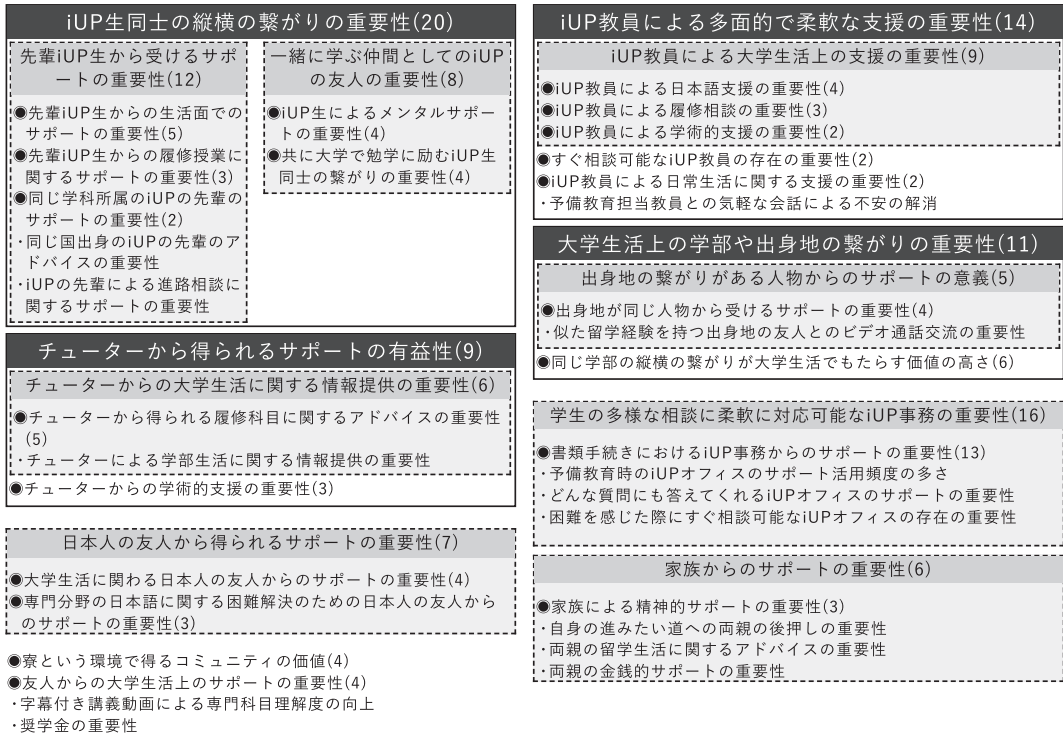 iUP生同士の縦横の繋がりの重要性(20)
先輩iUP生から受けるサポ
ートの重要性(12)
●先輩iUP生からの生活面での
サポートの重要性(5)
●先輩iUP生からの履修授業に
関するサポートの重要性(3)
●同じ学科所属のiUPの先輩の
サポートの重要性(2)
・同じ国出身のiUPの先輩のア
ドバイスの重要性
・iUPの先輩による進路相談に
関するサポートの重要性
一緒に学ぶ仲間としてのiUP
の友人の重要性(8)
●iUP生によるメンタルサポー
トの重要性(4)
●共に大学で勉学に励むiUP生
同士の繋がりの重要性(4)
チューターから得られるサポートの有益性(9)
チューターからの大学生活に関する情報提供の重要性(6)
●チューターから得られる履修科目に関するアドバイスの重要性
(5)
・チューターによる学部生活に関する情報提供の重要性
●チューターからの学術的支援の重要性(3)
日本人の友人から得られるサポートの重要性(7)
●大学生活に関わる日本人の友人からのサポートの重要性(4)
●専門分野の日本語に関する困難解決のための日本人の友人から
のサポートの重要性(3)
●寮という環境で得るコミュニティの価値(4)
●友人からの大学生活上のサポートの重要性(4)
・字幕付き講義動画による専門科目理解度の向上
・奨学金の重要性
iUP教員による多面的で柔軟な支援の重要性(14)
iUP教員による大学生活上の支援の重要性(9)
●iUP教員による日本語支援の重要性(4)
●iUP教員による履修相談の重要性(3)
●iUP教員による学術的支援の重要性(2)
●すぐ相談可能なiUP教員の存在の重要性(2)
●iUP教員による日常生活に関する支援の重要性(2)
・予備教育担当教員との気軽な会話による不安の解消
大学生活上の学部や出身地の繋がりの重要性(11)
出身地の繋がりがある人物からのサポートの意義(5)
●出身地が同じ人物から受けるサポートの重要性(4)
・似た留学経験を持つ出身地の友人とのビデオ通話交流の重要性
●同じ学部の縦横の繋がりが大学生活でもたらす価値の高さ(6)
学生の多様な相談に柔軟に対応可能なiUP事務の重要性(16)
●書類手続きにおけるiUP事務からのサポートの重要性(13)
・予備教育時のiUPオフィスのサポート活用頻度の多さ
・どんな質問にも答えてくれるiUPオフィスのサポートの重要性
・困難を感じた際にすぐ相談可能なiUPオフィスの存在の重要性
家族からのサポートの重要性(6)
●家族による精神的サポートの重要性(3)
・自身の進みたい道への両親の後押しの重要性
・両親の留学生活に関するアドバイスの重要性
・両親の金銭的サポートの重要性